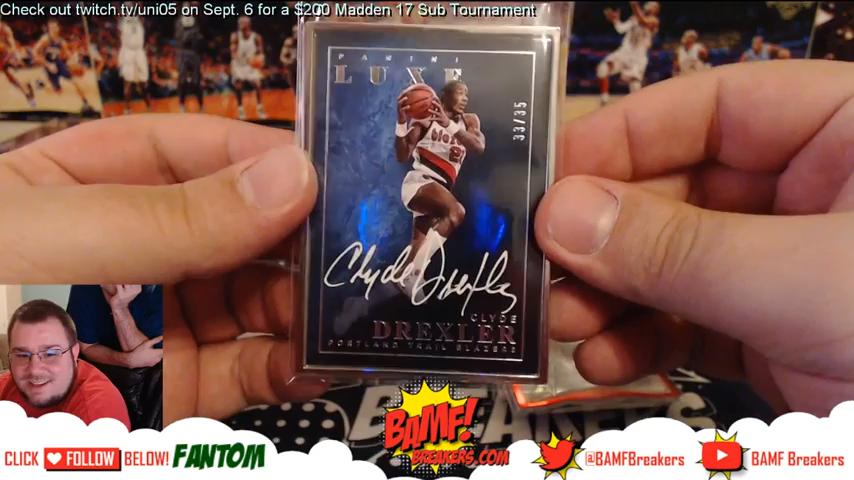 Check out twitch.tv/uni05 on Sept. 6 for a $200 Madden 17 Sub Tournament
PANINI
LUXE
33/35
Clyde Drexler
CLYDE
DREXLER
PORTLAND TRAIL BLAZERS
BREAKERS
BAMF!
BREAKERS.COM
CLICK FOLLOW BELOW! FANTOM
@BAMFBreakers
BAMF Breakers